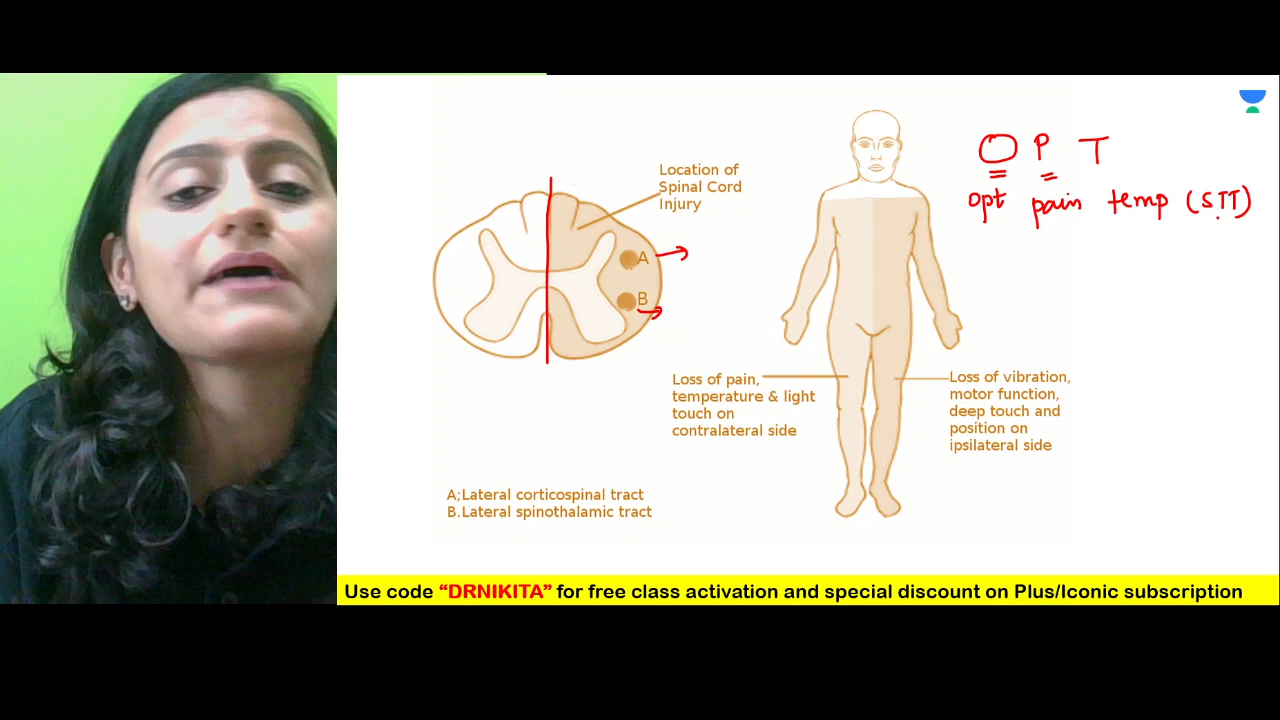 O P T
opt pain temp (STT)
Location of
Spinal Cord
Injury
A
B
Loss of pain,
temperature & light
touch on
contralateral side
Loss of vibration,
motor function,
deep touch and
position on
ipsilateral side
A;Lateral corticospinal tract
B.Lateral spinothalamic tract
Use code “DRNIKITA” for free class activation and special discount on Plus/Iconic subscription